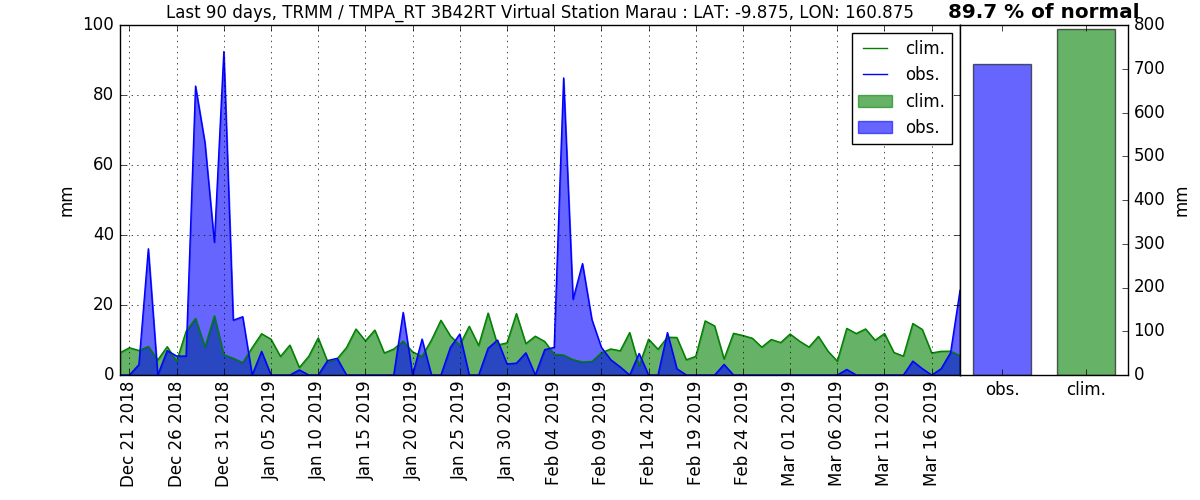 Last 90 days, TRMM / TMPA_RT 3B42RT Virtual Station Marau : LAT: -9.875, LON: 160.875
89.7 % of normal
100
80
60
40
20
0
mm
clim.
obs.
clim.
obs.
800
700
600
500
400
300
200
100
0
mm
obs.
clim.
Dec 21 2018
Dec 26 2018
Dec 31 2018
Jan 05 2019
Jan 10 2019
Jan 15 2019
Jan 20 2019
Jan 25 2019
Jan 30 2019
Feb 04 2019
Feb 09 2019
Feb 14 2019
Feb 19 2019
Feb 24 2019
Mar 01 2019
Mar 06 2019
Mar 11 2019
Mar 16 2019